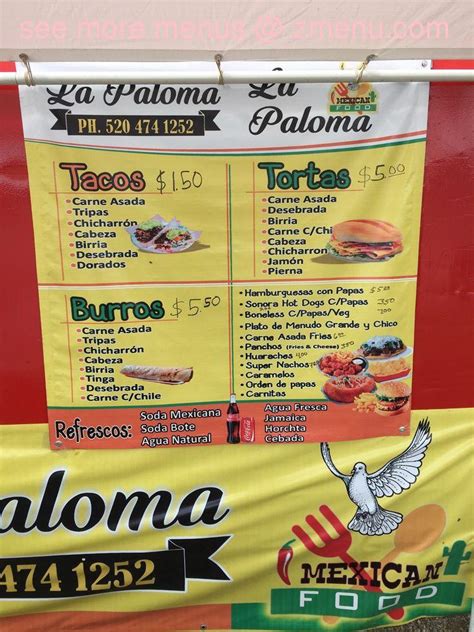 see more menus @ zmenu.com
La Paloma
PH. 520 474 1252
La
Paloma
MEXICAN
FOOD
Tacos $1.50
• Carne Asada
• Tripas
• Chicharrón
• Cabeza
• Birria
• Desebrada
• Dorados
Tortas $5.00
• Carne Asada
• Desebrada
• Birria
• Carne C/Chi
• Cabeza
• Chicharron
• Jamón
• Pierna
Burros $5.50
• Carne Asada
• Tripas
• Chicharrón
• Cabeza
• Birria
• Tinga
• Desebrada
• Carne C/Chile
• Hamburguesas con Papas
• Sonora Hot Dogs C/Papas
• Boneless C/Papas/Veg
• Plato de Menudo Grande y Chico
• Carne Asada Fries
• Panchos (Fries & Cheese)
• Huaraches
• Super Nachos
• Caramelos
• Orden de papas
• Carnitas
Refrescos:
Soda Mexicana
Soda Bote
Agua Natural
Agua Fresca
Jamaica
Horchta
Cebada
Coca-Cola
Paloma
474 1252
MEXICAN
FOOD